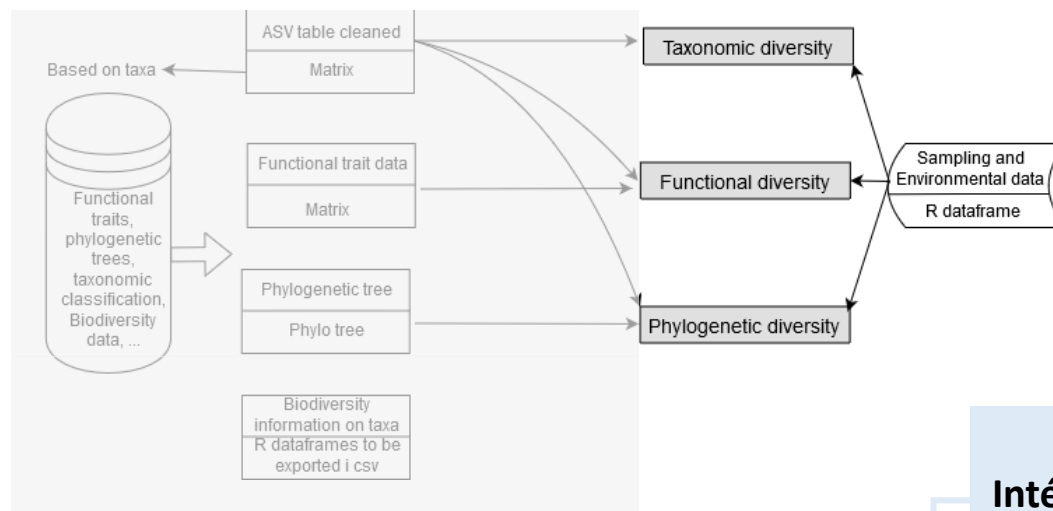 ASV table cleaned
Matrix
Based on taxa
Functional
traits,
phylogenetic
trees,
taxonomic
classification,
Biodiversity
data, ...
Functional trait data
Matrix
Phylogenetic tree
Phylo tree
Biodiversity
information on taxa
R dataframes to be
exported i csv
Taxonomic diversity
Functional diversity
Phylogenetic diversity
Sampling and
Environmental data
R dataframe
Inté